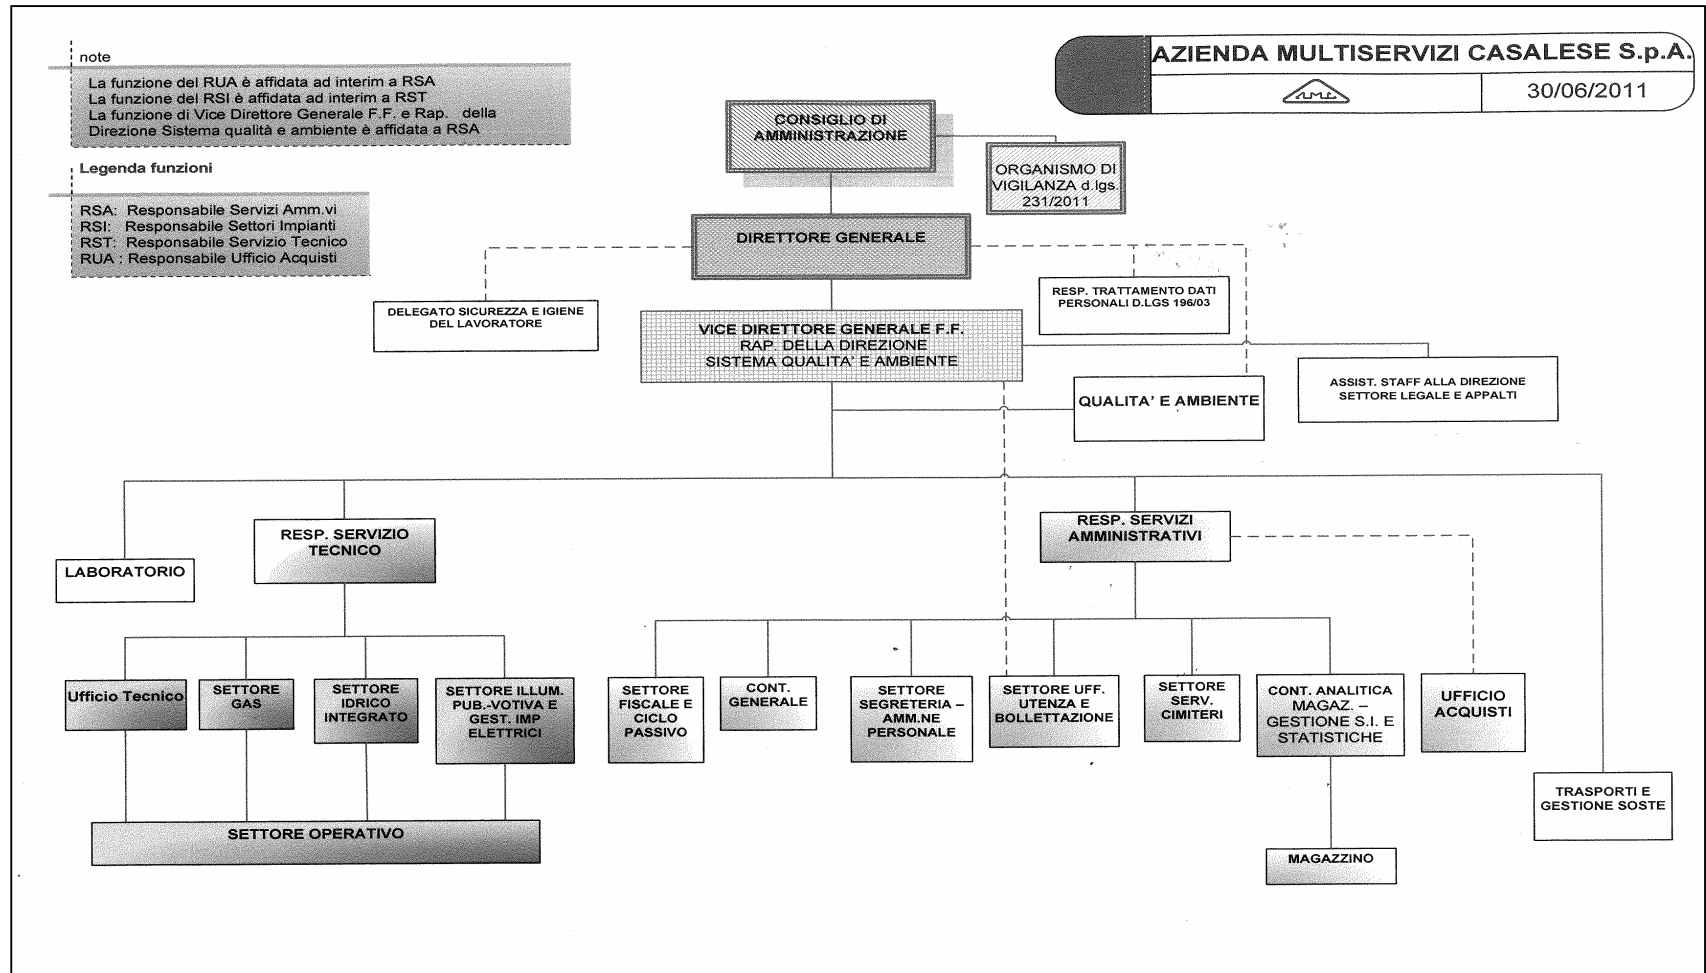 note
La funzione del RUA è affidata ad interim a RSA
La funzione del RSI è affidata ad interim a RST
La funzione di Vice Direttore Generale F.F. e Rap. della
Direzione Sistema qualità e ambiente è affidata a RSA
Legenda funzioni
RSA: Responsabile Servizi Amm.vi
RSI: Responsabile Settori Impianti
RST: Responsabile Servizio Tecnico
RUA : Responsabile Ufficio Acquisti
AZIENDA MULTISERVIZI CASALESE S.p.A.
A.M.C.
30/06/2011
CONSIGLIO DI
AMMINISTRAZIONE
ORGANISMO DI
VIGILANZA d.lgs.
231/2011
DIRETTORE GENERALE
DELEGATO SICUREZZA E IGIENE
DEL LAVORATORE
RESP. TRATTAMENTO DATI
PERSONALI D.LGS 196/03
VICE DIRETTORE GENERALE F.F.
RAP. DELLA DIREZIONE
SISTEMA QUALITA' E AMBIENTE
QUALITA' E AMBIENTE
ASSIST. STAFF ALLA DIREZIONE
SETTORE LEGALE E APPALTI
LABORATORIO
RESP. SERVIZIO
TECNICO
RESP. SERVIZI
AMMINISTRATIVI
Ufficio Tecnico
SETTORE
GAS
SETTORE
IDRICO
INTEGRATO
SETTORE ILLUM.
PUB.-VOTIVA E
GEST. IMP
ELETTRICI
SETTORE OPERATIVO
SETTORE
FISCALE E
CICLO
PASSIVO
CONT.
GENERALE
SETTORE
SEGRETERIA –
AMM.NE
PERSONALE
SETTORE UFF.
UTENZA E
BOLLETTAZIONE
SETTORE
SERV.
CIMITERI
CONT. ANALITICA
MAGAZ. –
GESTIONE S.I. E
STATISTICHE
UFFICIO
ACQUISTI
TRASPORTI E
GESTIONE SOSTE
MAGAZZINO